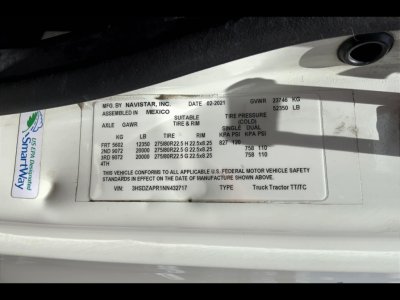 MFG. BY NAVISTAR, INC. DATE 02-2021 GVWR 23746 KG
ASSEMBLED IN MEXICO 52350 LB
SUITABLE TIRE PRESSURE
AXLE GAWR TIRE & RIM (COLD)
SINGLE DUAL
KG LB TIRE RIM KPA PSI KPA PSI
FRT 5602 12350 275/80R22.5 H 22.5x8.25 827 120
2ND 9072 20000 275/80R22.5 G 22.5x8.25 758 110
3RD 9072 20000 275/80R22.5 G 22.5x8.25 758 110
4TH
THIS VEHICLE CONFORMS TO ALL APPLICABLE U.S. FEDERAL MOTOR VEHICLE SAFETY
STANDARDS IN EFFECT ON THE DATE OF MANUFACTURE SHOWN ABOVE.
VIN: 3HSDZAPR1NN432717 TYPE Truck Tractor TT/TC
US EPA Designated
SmartWay